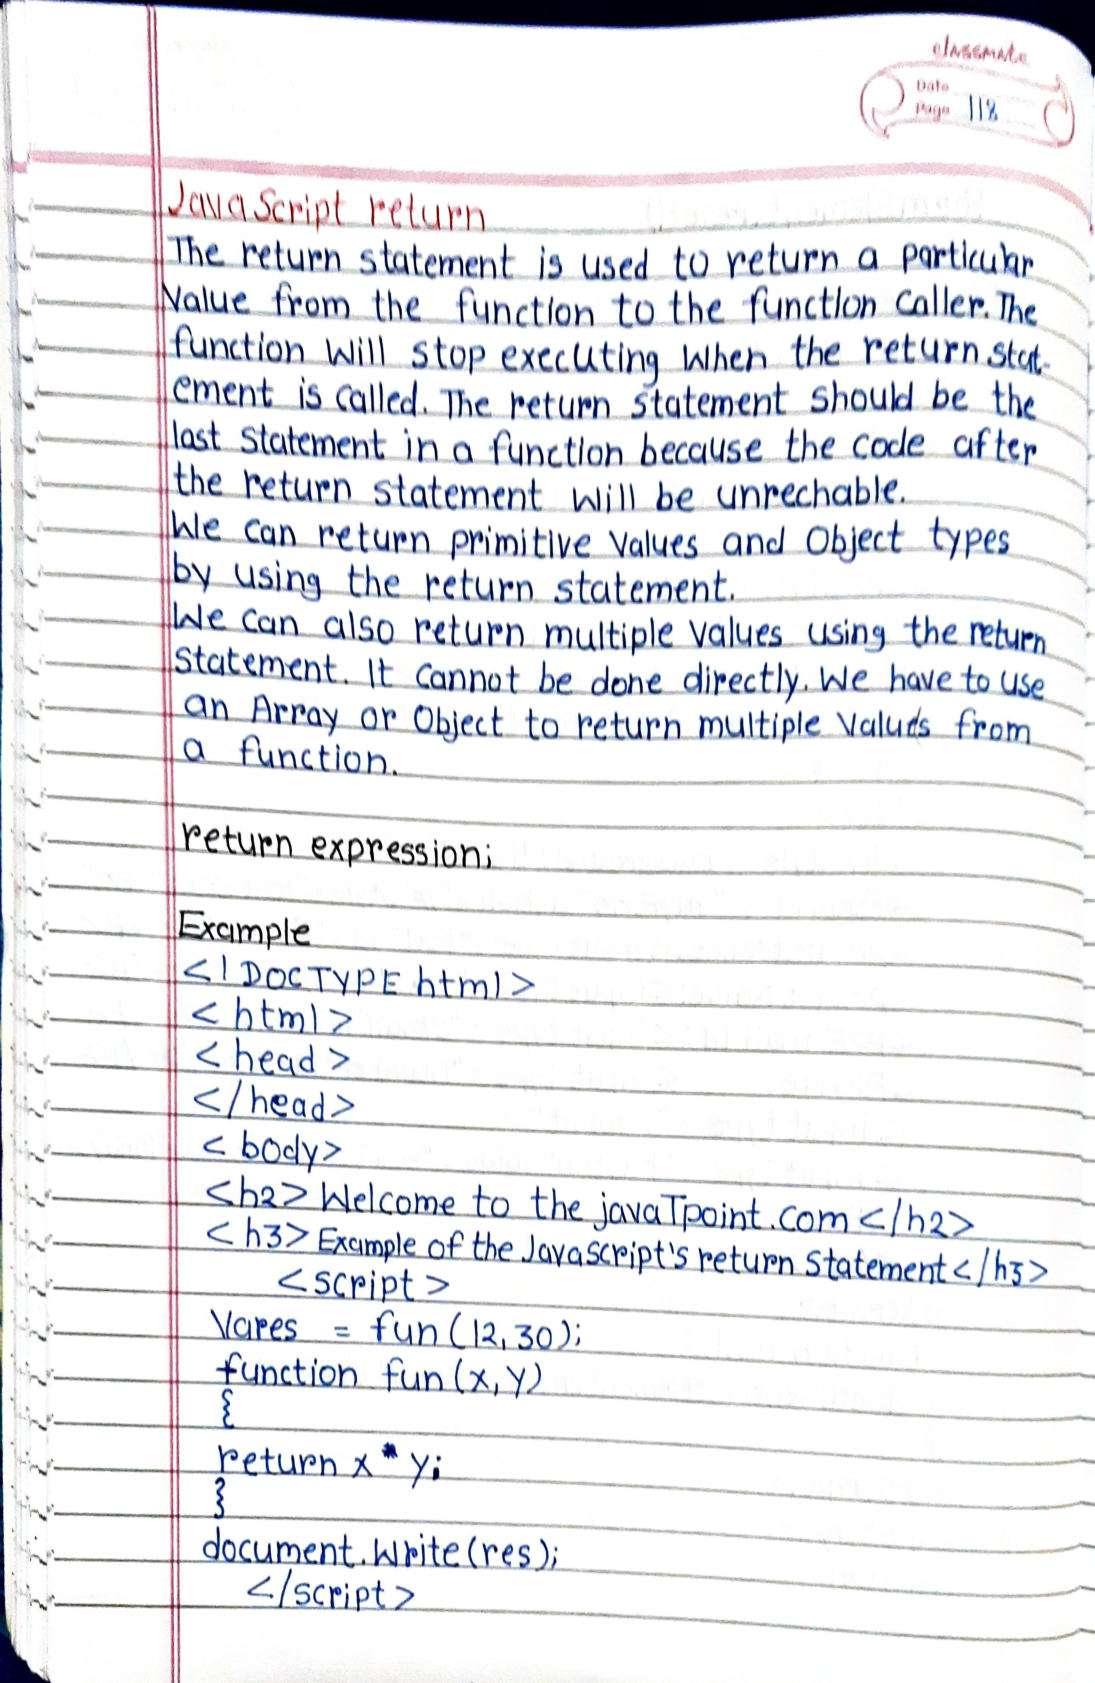 classmate
Date
Page 118
JavaScript return
The return statement is used to return a particular
Value from the function to the function caller. The
function will stop executing when the return stat-
ement is called. The return statement should be the
last statement in a function because the code after
the return statement will be unrechable.
We can return primitive values and Object types
by using the return statement.
We can also return multiple values using the return
statement. It cannot be done directly. We have to use
an Array or Object to return multiple values from
a function.
return expression;
Example
<!DOCTYPE html>
<html>
<head>
</head>
<body>
<h2> Welcome to the javaTpoint.com </h2>
<h3> Example of the JavaScript's return Statement </h3>
<script>
Vares = fun(12,30);
function fun(x,y)
{
return x * y;
}
document.write(res);
</script>